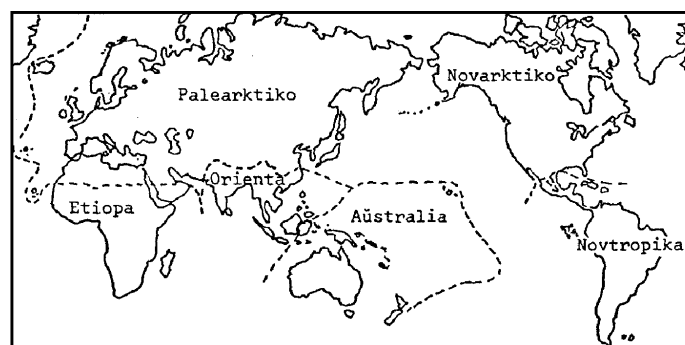 Novarktiko
Palearktiko
Orienta
Etiopa
Aŭstralia
Novtropika